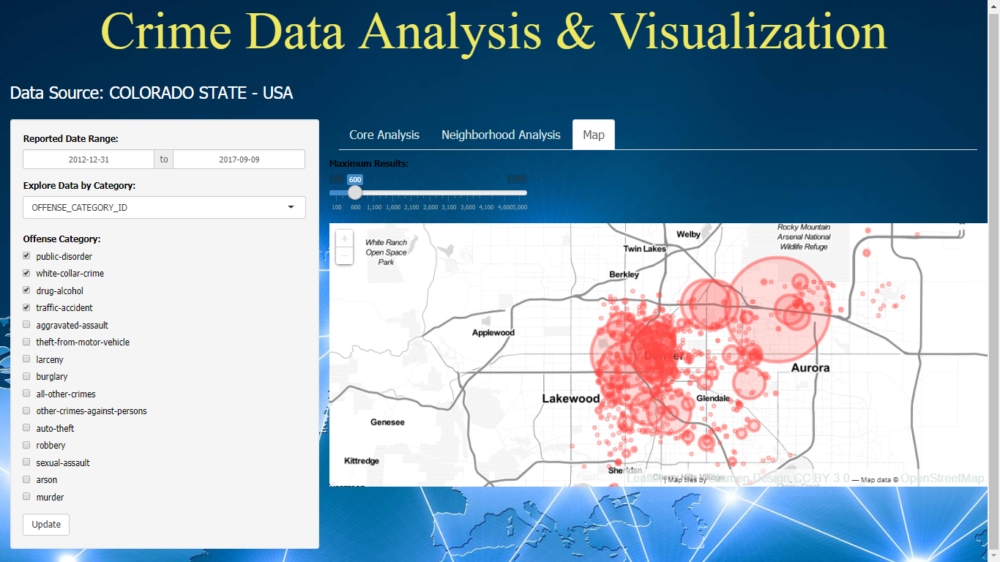 Crime Data Analysis & Visualization
Data Source: COLORADO STATE - USA
Reported Date Range:
2012-12-31 to 2017-09-09
Explore Data by Category:
OFFENSE_CATEGORY_ID
Offense Category:
public-disorder
white-collar-crime
drug-alcohol
traffic-accident
aggravated-assault
theft-from-motor-vehicle
larceny
burglary
all-other-crimes
other-crimes-against-persons
auto-theft
robbery
sexual-assault
arson
murder
Update
Core Analysis Neighborhood Analysis Map
Maximum Results:
600
100 600 1,100 1,600 2,100 2,600 3,100 3,600 4,100 4,600 5,000
+
−
White Ranch
Open Space
Park
Welby
Rocky Mountain
Arsenal National
Wildlife Refuge
Twin Lakes
Berkley
Applewood
Denver
Aurora
Lakewood
Glendale
Genesee
Kittredge
Sheridan
Cherry Hills Village
Cherry Creek
| Map tiles by Stamen Design, CC BY 3.0 — Map data © OpenStreetMap